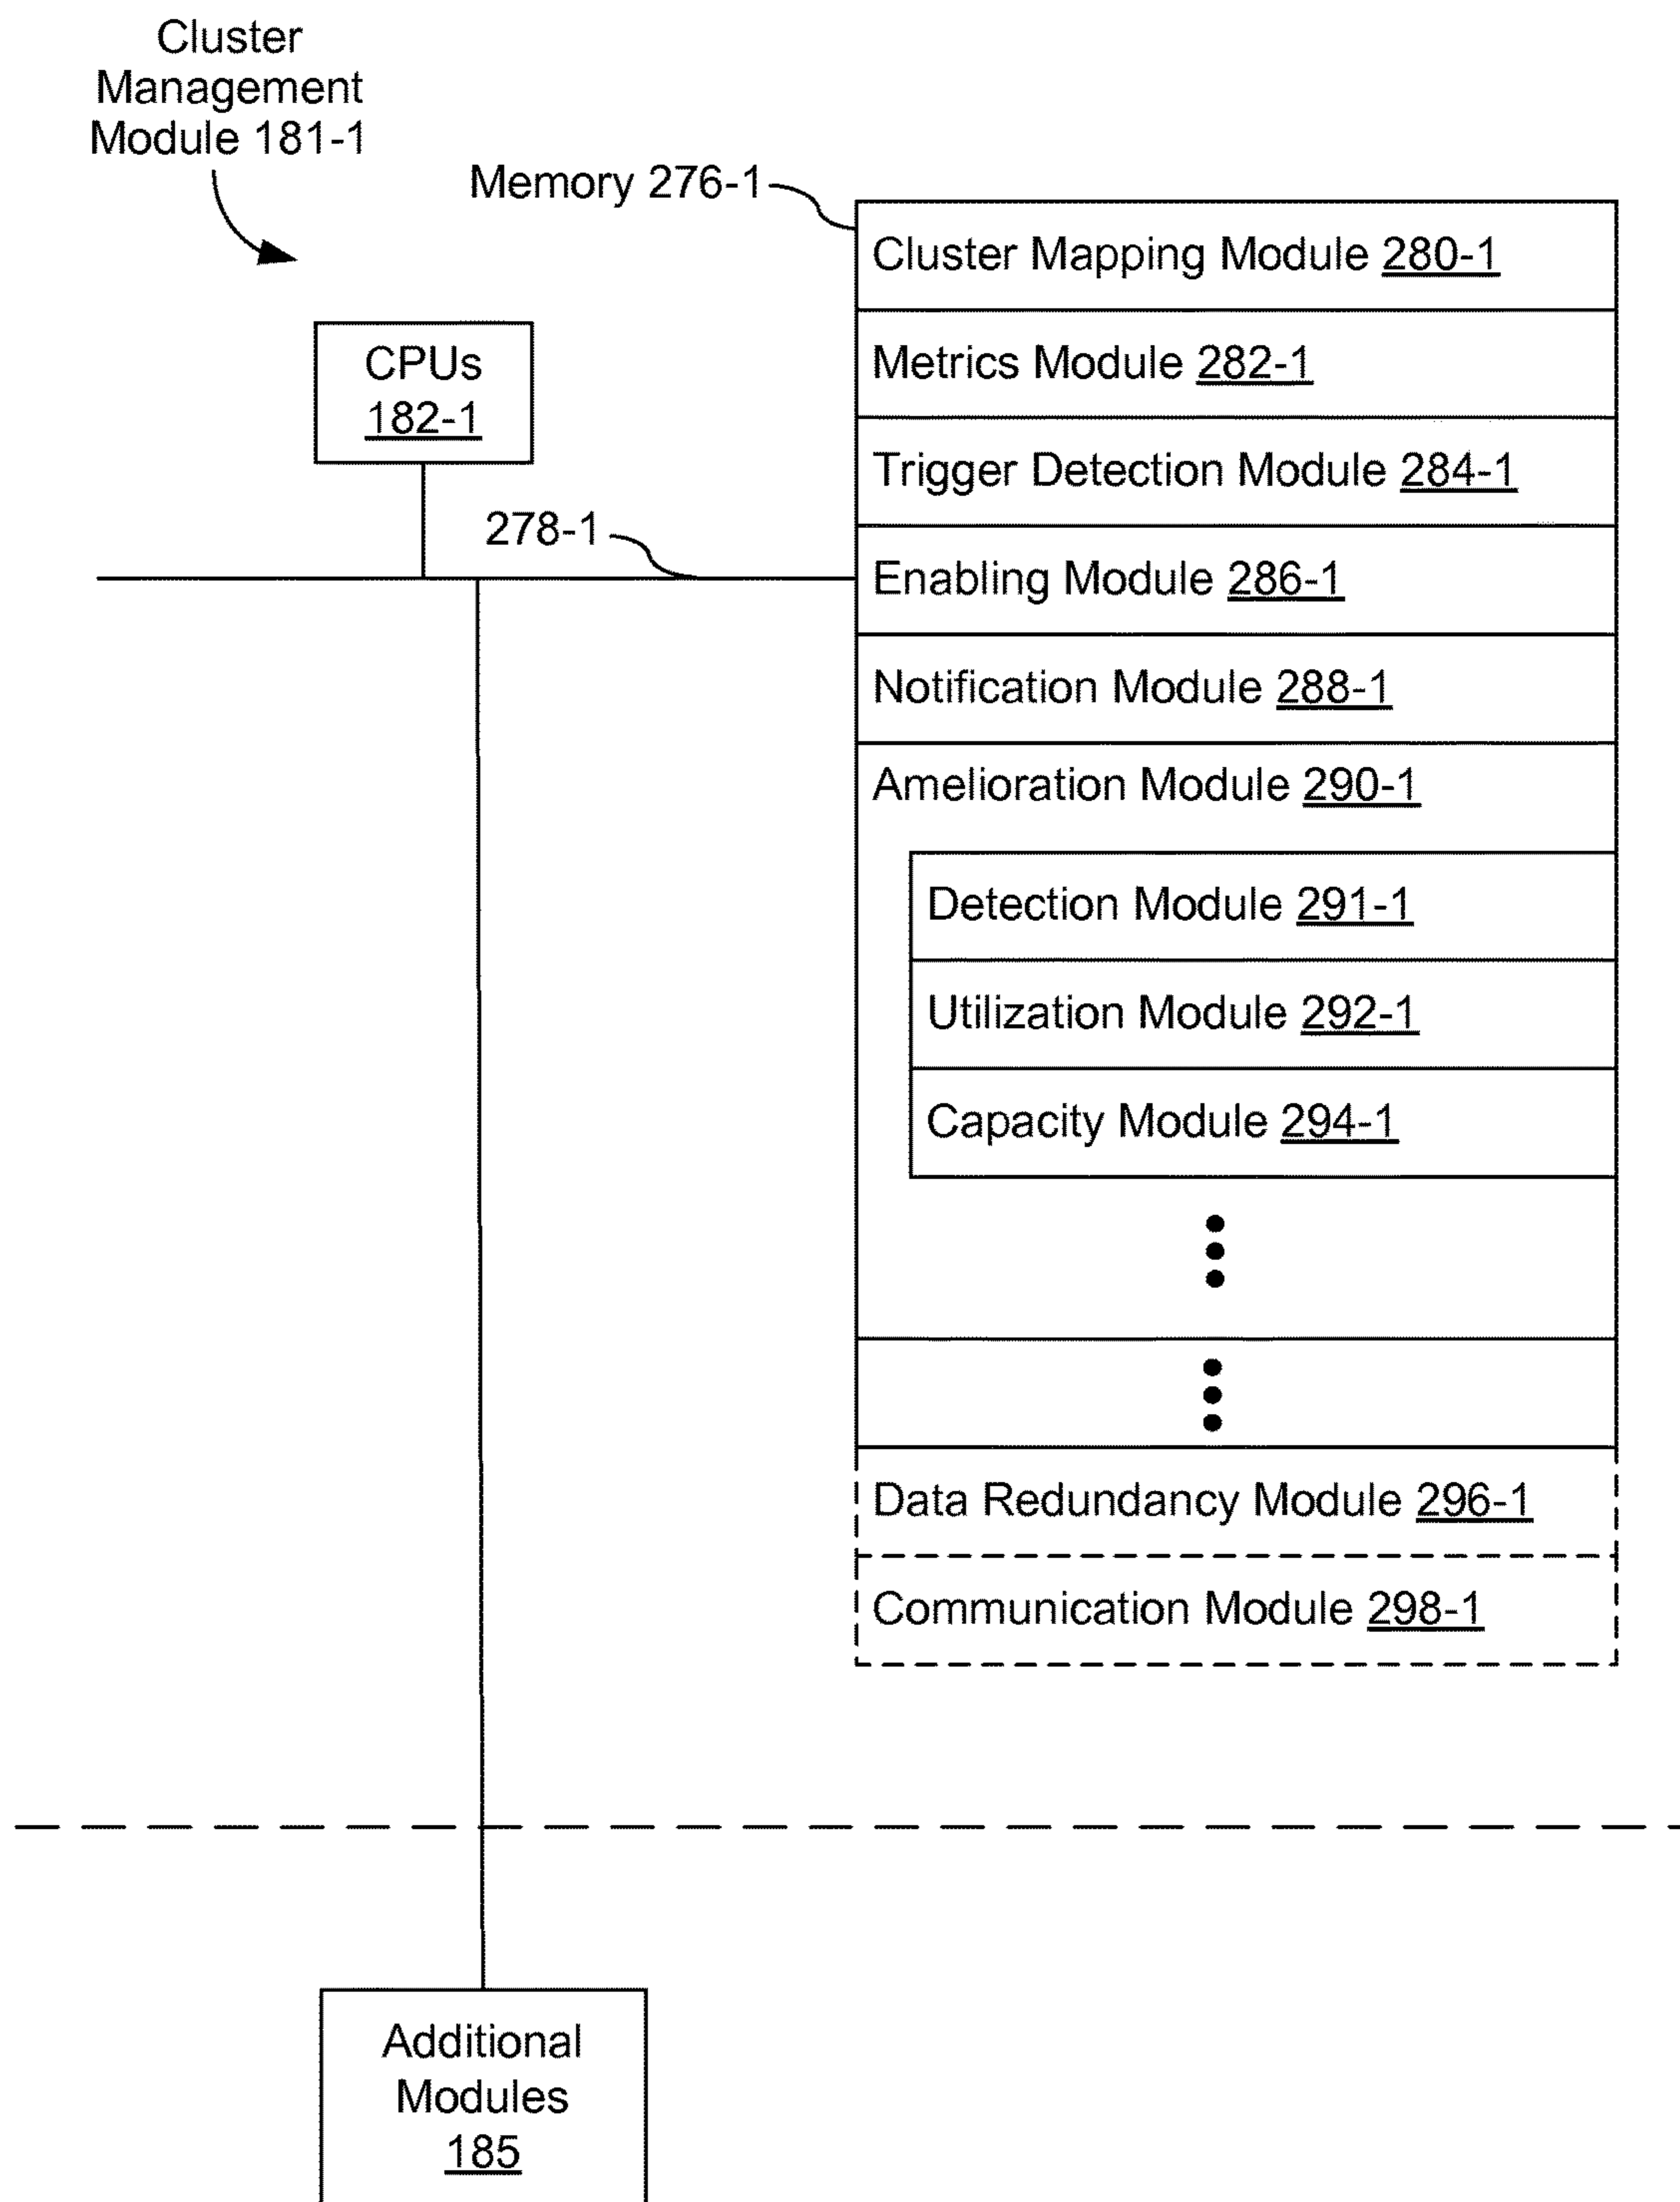 Cluster
Management
Module 181-1
Memory 276-1
Cluster Mapping Module 280-1
CPUs
182-1
Metrics Module 282-1
Trigger Detection Module 284-1
278-1
Enabling Module 286-1
Notification Module 288-1
Amelioration Module 290-1
Detection Module 291-1
Utilization Module 292-1
Capacity Module 294-1
Data Redundancy Module 296-1
Communication Module 298-1
Additional
Modules
185